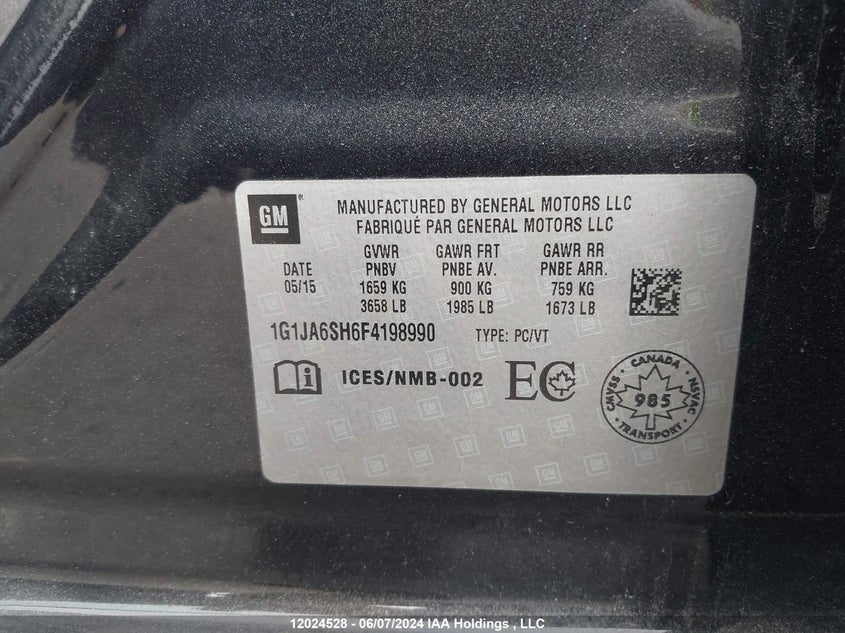 GM ®
MANUFACTURED BY GENERAL MOTORS LLC
FABRIQUÉ PAR GENERAL MOTORS LLC
GVWR GAWR FRT GAWR RR
DATE PNBV PNBE AV. PNBE ARR.
05/15 1659 KG 900 KG 759 KG
3658 LB 1985 LB 1673 LB
1G1JA6SH6F4198990 TYPE: PC/VT
i ICES/NMB-002 EC
CANADA
CMVSS 985 NSVAC
TRANSPORT
12024528 - 06/07/2024 IAA Holdings , LLC